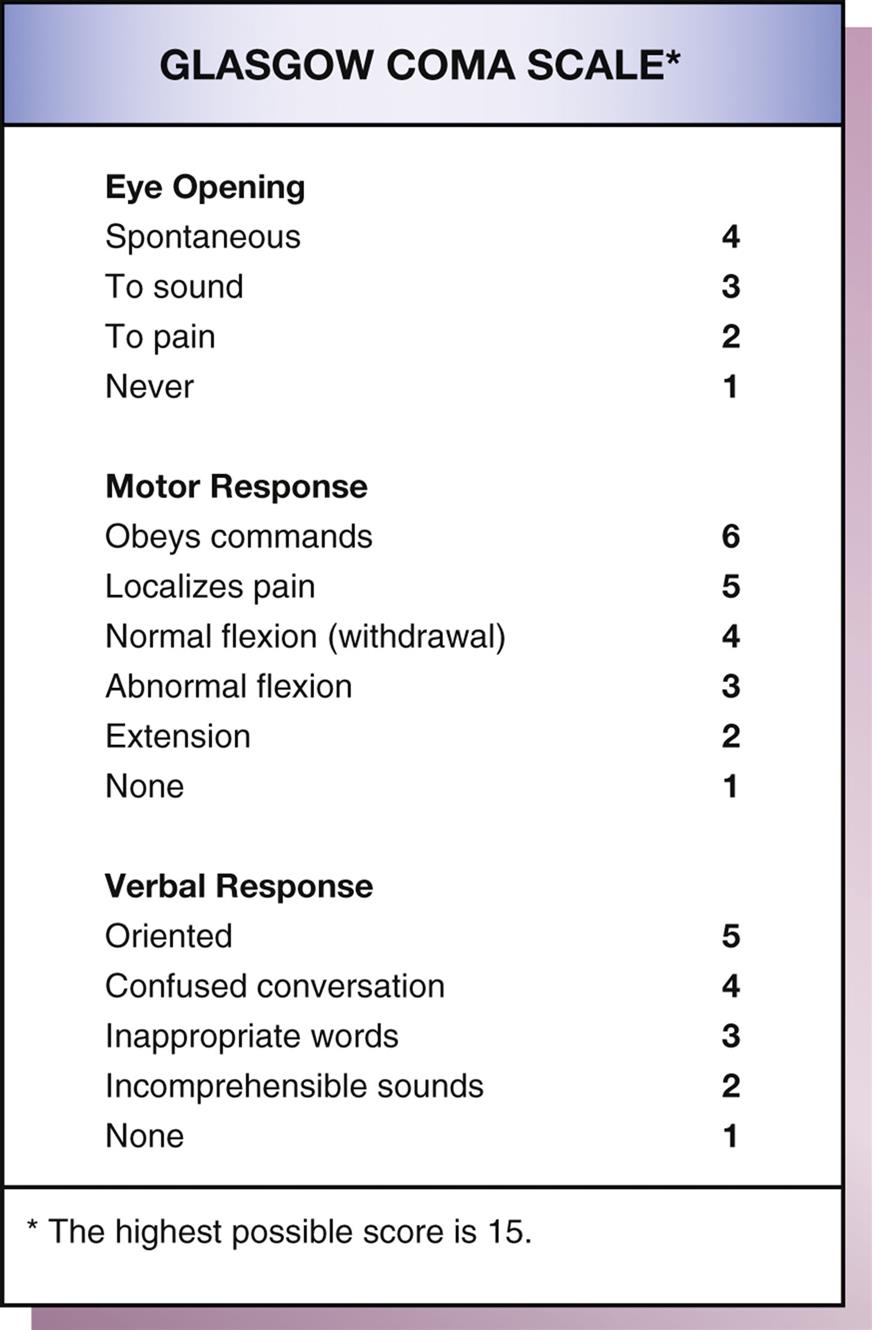 GLASGOW COMA SCALE*
Eye Opening
Spontaneous 4
To sound 3
To pain 2
Never 1
Motor Response
Obeys commands 6
Localizes pain 5
Normal flexion (withdrawal) 4
Abnormal flexion 3
Extension 2
None 1
Verbal Response
Oriented 5
Confused conversation 4
Inappropriate words 3
Incomprehensible sounds 2
None 1
* The highest possible score is 15.